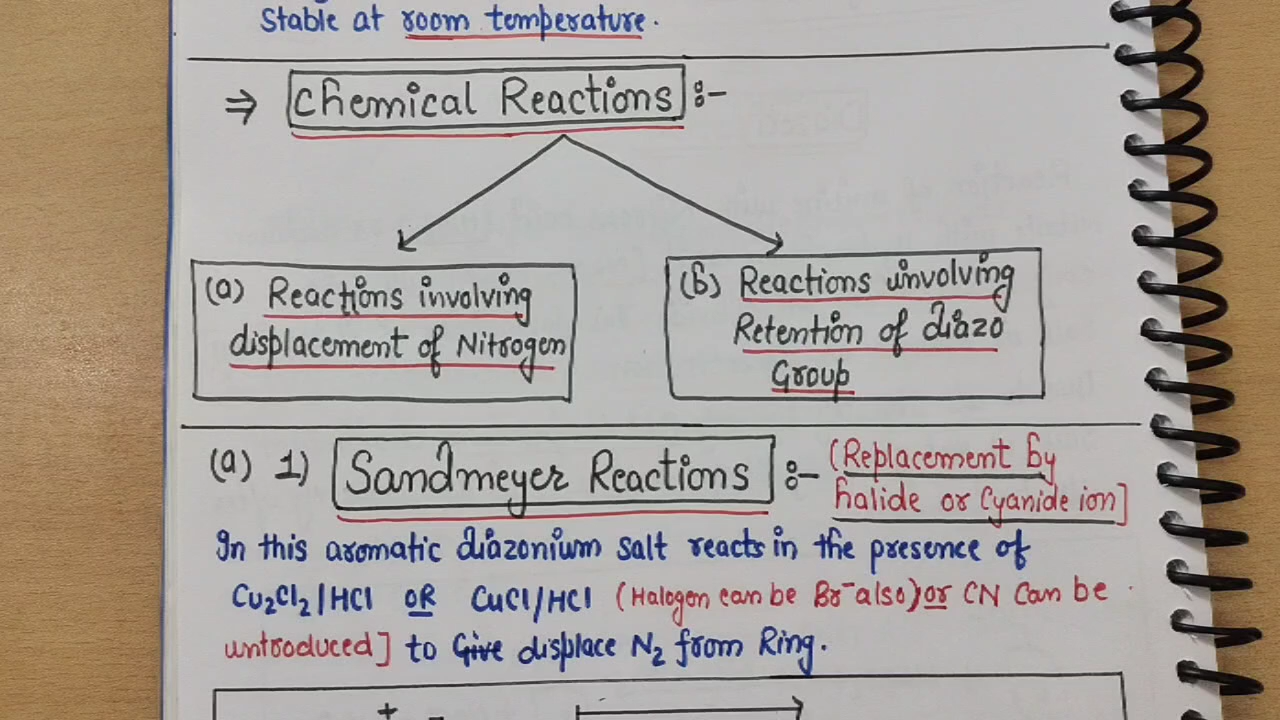 Stable at room temperature.
⇒ Chemical Reactions :-
(a) Reactions involving
displacement of Nitrogen
(b) Reactions involving
Retention of diazo
Group
(a) 1) Sandmeyer Reactions :- (Replacement by
halide or Cyanide ion]
In this aromatic diazonium salt reacts in the presence of
Cu₂Cl₂/HCl OR CuCl/HCl (Halogen can be Br⁻ also) or CN Can be
introduced] to Give displace N₂ from Ring.
+ -